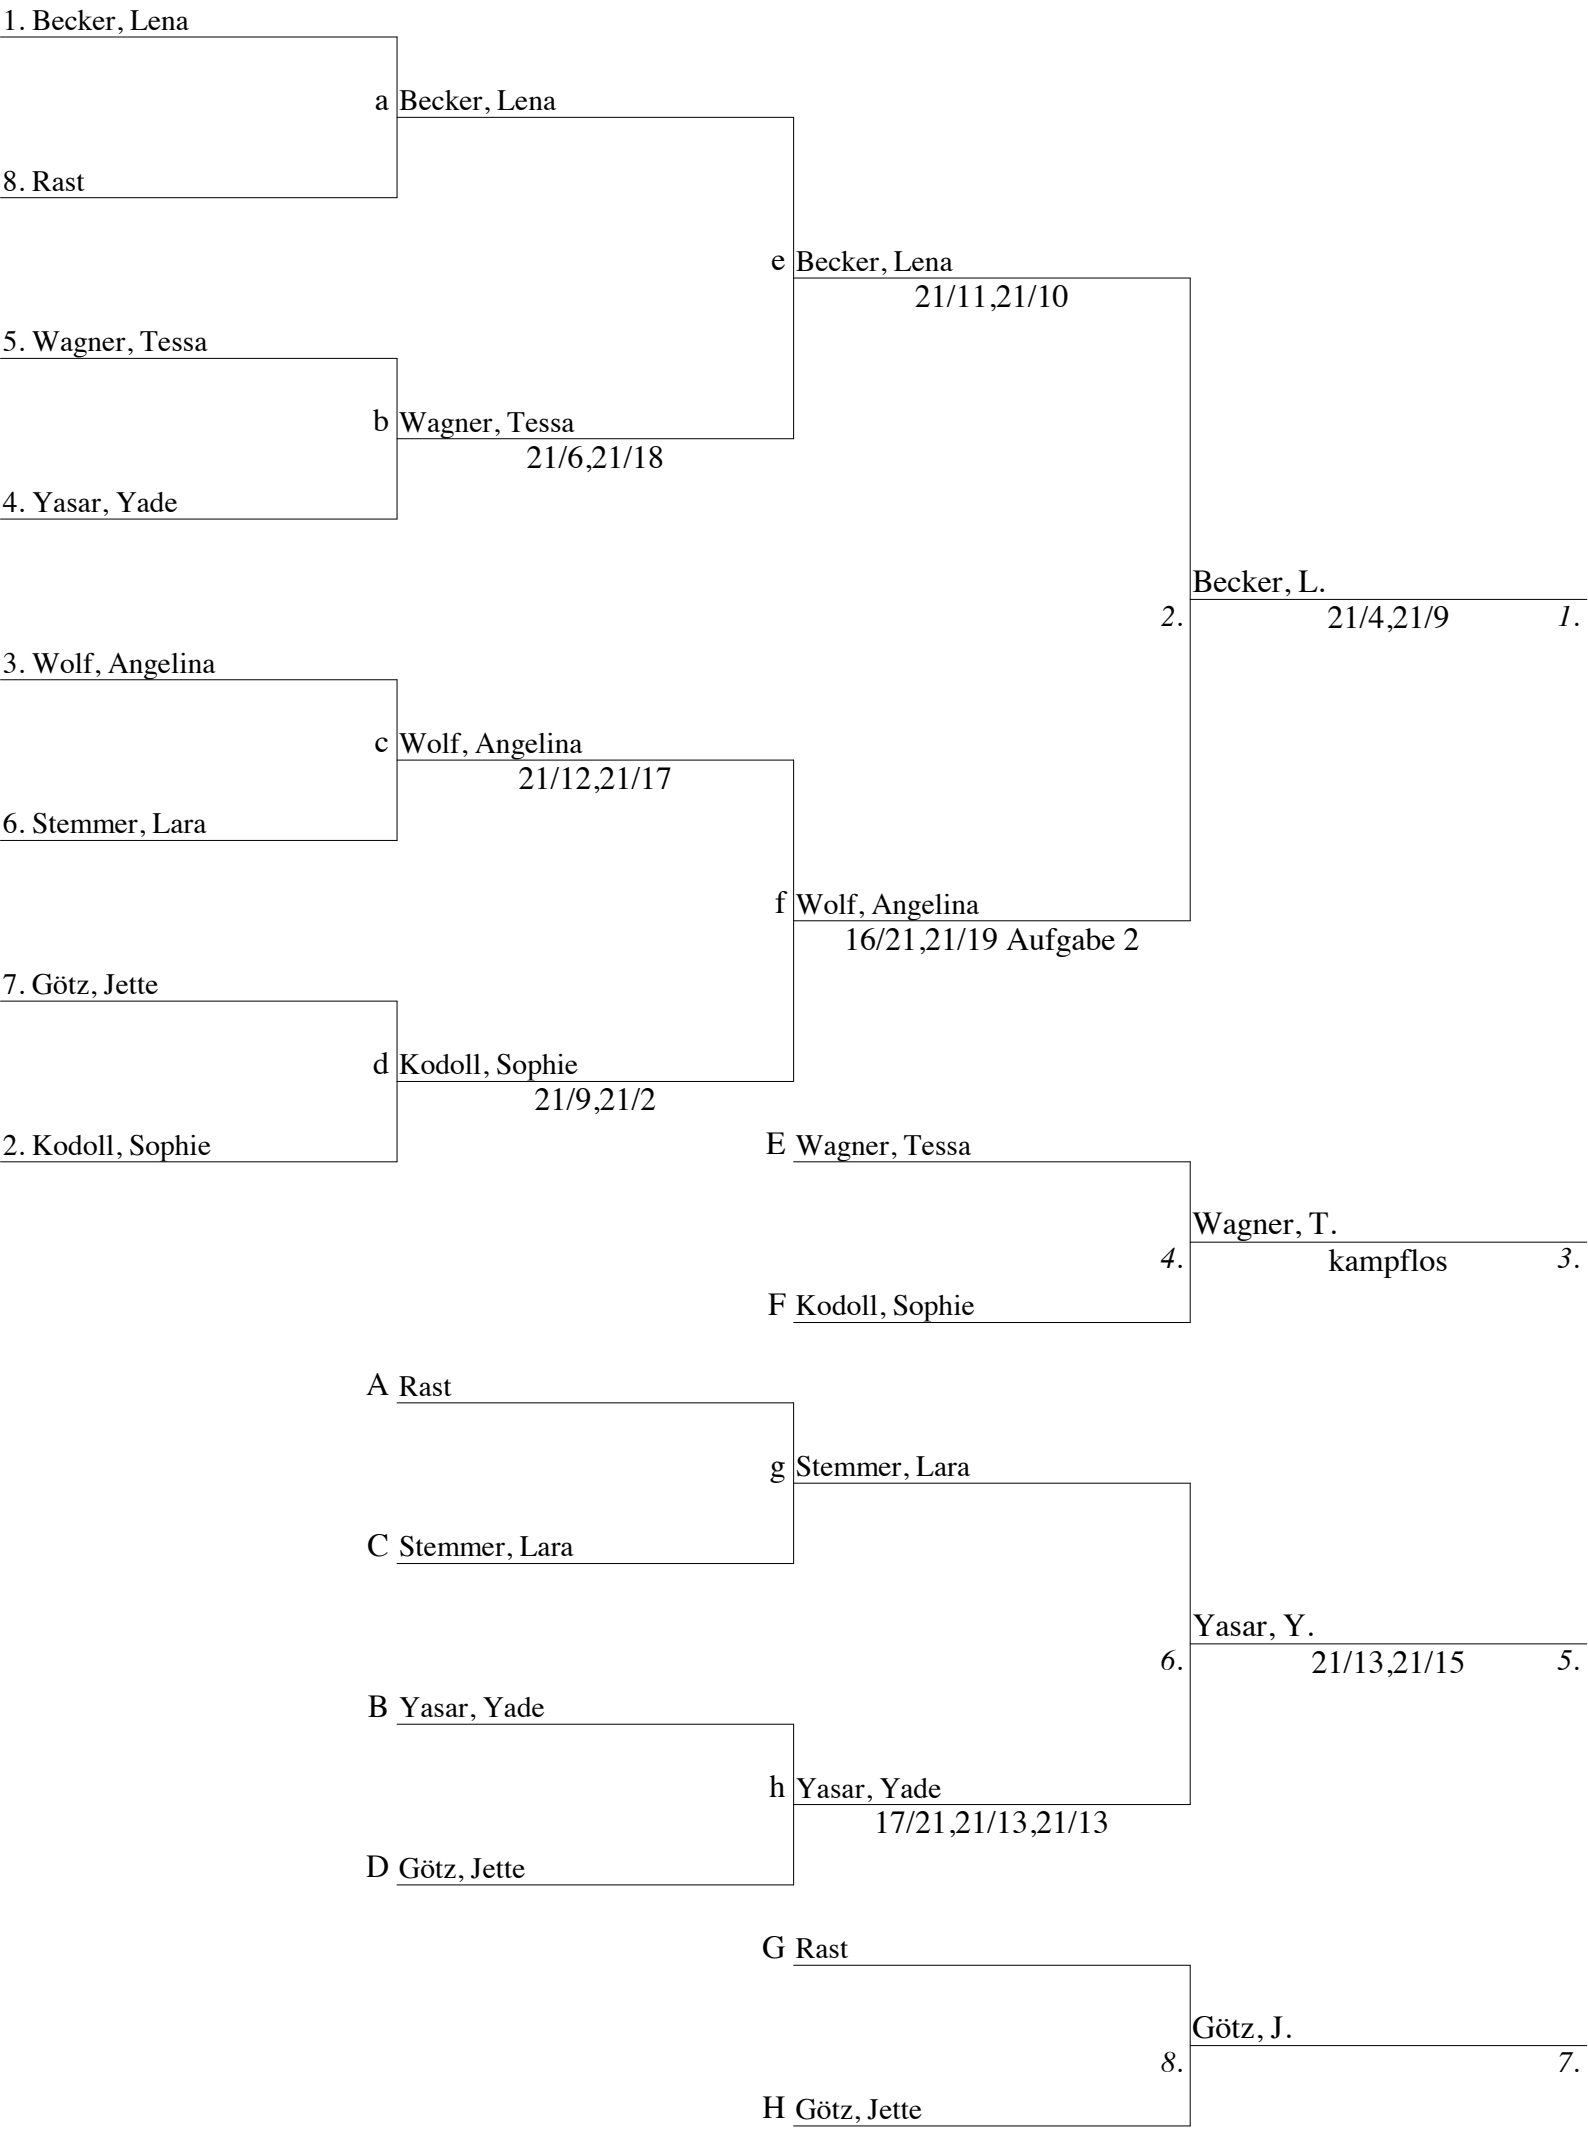 1. Becker, Lena
a Becker, Lena
8. Rast
e Becker, Lena
21/11,21/10
5. Wagner, Tessa
b Wagner, Tessa
21/6,21/18
4. Yasar, Yade
Becker, L.
2. 21/4,21/9 1.
3. Wolf, Angelina
c Wolf, Angelina
21/12,21/17
6. Stemmer, Lara
f Wolf, Angelina
16/21,21/19 Aufgabe 2
7. Götz, Jette
d Kodoll, Sophie
21/9,21/2
2. Kodoll, Sophie
E Wagner, Tessa
Wagner, T.
4. kampflos 3.
F Kodoll, Sophie
A Rast
g Stemmer, Lara
C Stemmer, Lara
Yasar, Y.
6. 21/13,21/15 5.
B Yasar, Yade
h Yasar, Yade
17/21,21/13,21/13
D Götz, Jette
G Rast
Götz, J.
8. 7.
H Götz, Jette